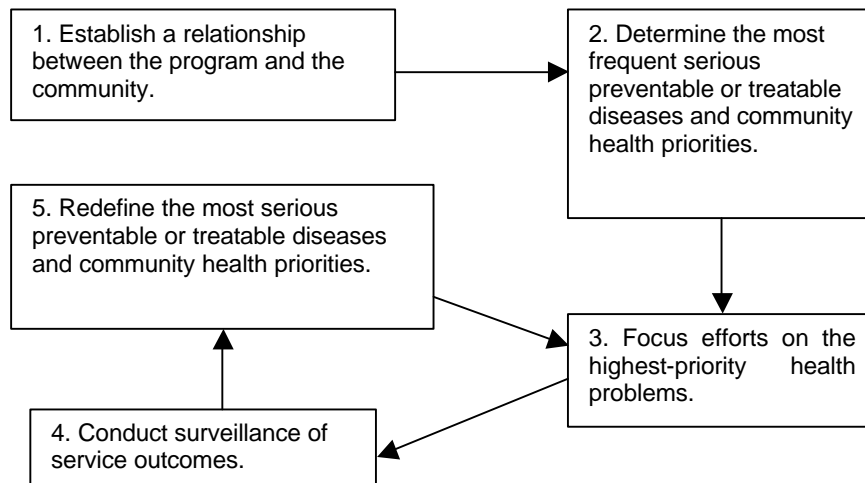 1. Establish a relationship
between the program and the
community.
2. Determine the most
frequent serious
preventable or treatable
diseases and community
health priorities.
5. Redefine the most serious
preventable or treatable diseases
and community health priorities.
3. Focus efforts on the
highest-priority health
problems.
4. Conduct surveillance of
service outcomes.